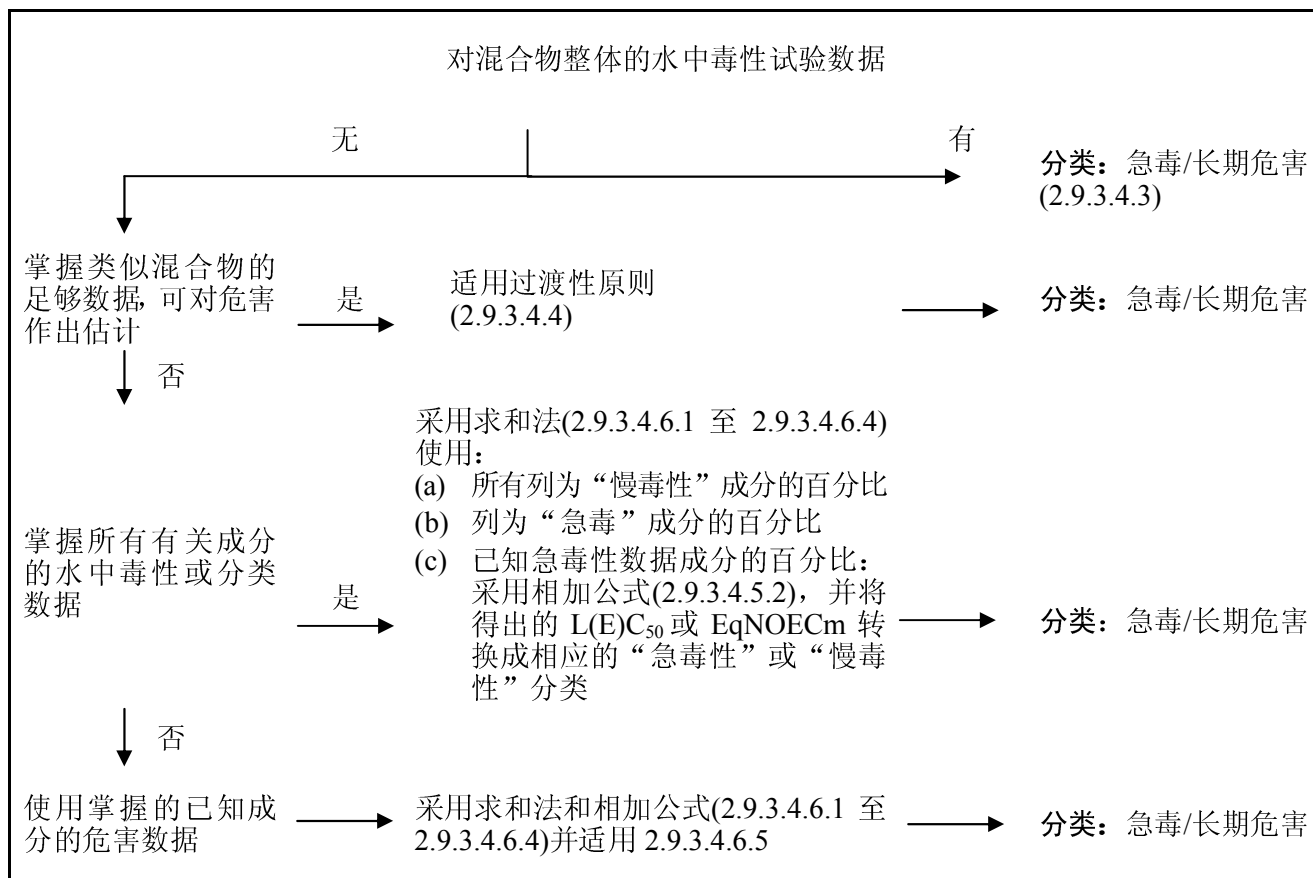 对混合物整体的水中毒性试验数据
无
有
分类：急毒/长期危害
(2.9.3.4.3)
掌握类似混合物的
足够数据，可对危害
作出估计
是
适用过渡性原则
(2.9.3.4.4)
分类：急毒/长期危害
否
掌握所有有关成分
的水中毒性或分类
数据
是
采用求和法(2.9.3.4.6.1 至 2.9.3.4.6.4)
使用：
(a) 所有列为“慢毒性”成分的百分比
(b) 列为“急毒”成分的百分比
(c) 已知急毒性数据成分的百分比：
采用相加公式(2.9.3.4.5.2)，并将
得出的 L(E)C₅₀ 或 EqNOECm 转
换成相应的“急毒性”或“慢毒
性”分类
分类：急毒/长期危害
否
使用掌握的已知成
分的危害数据
采用求和法和相加公式(2.9.3.4.6.1 至
2.9.3.4.6.4)并适用 2.9.3.4.6.5
分类：急毒/长期危害